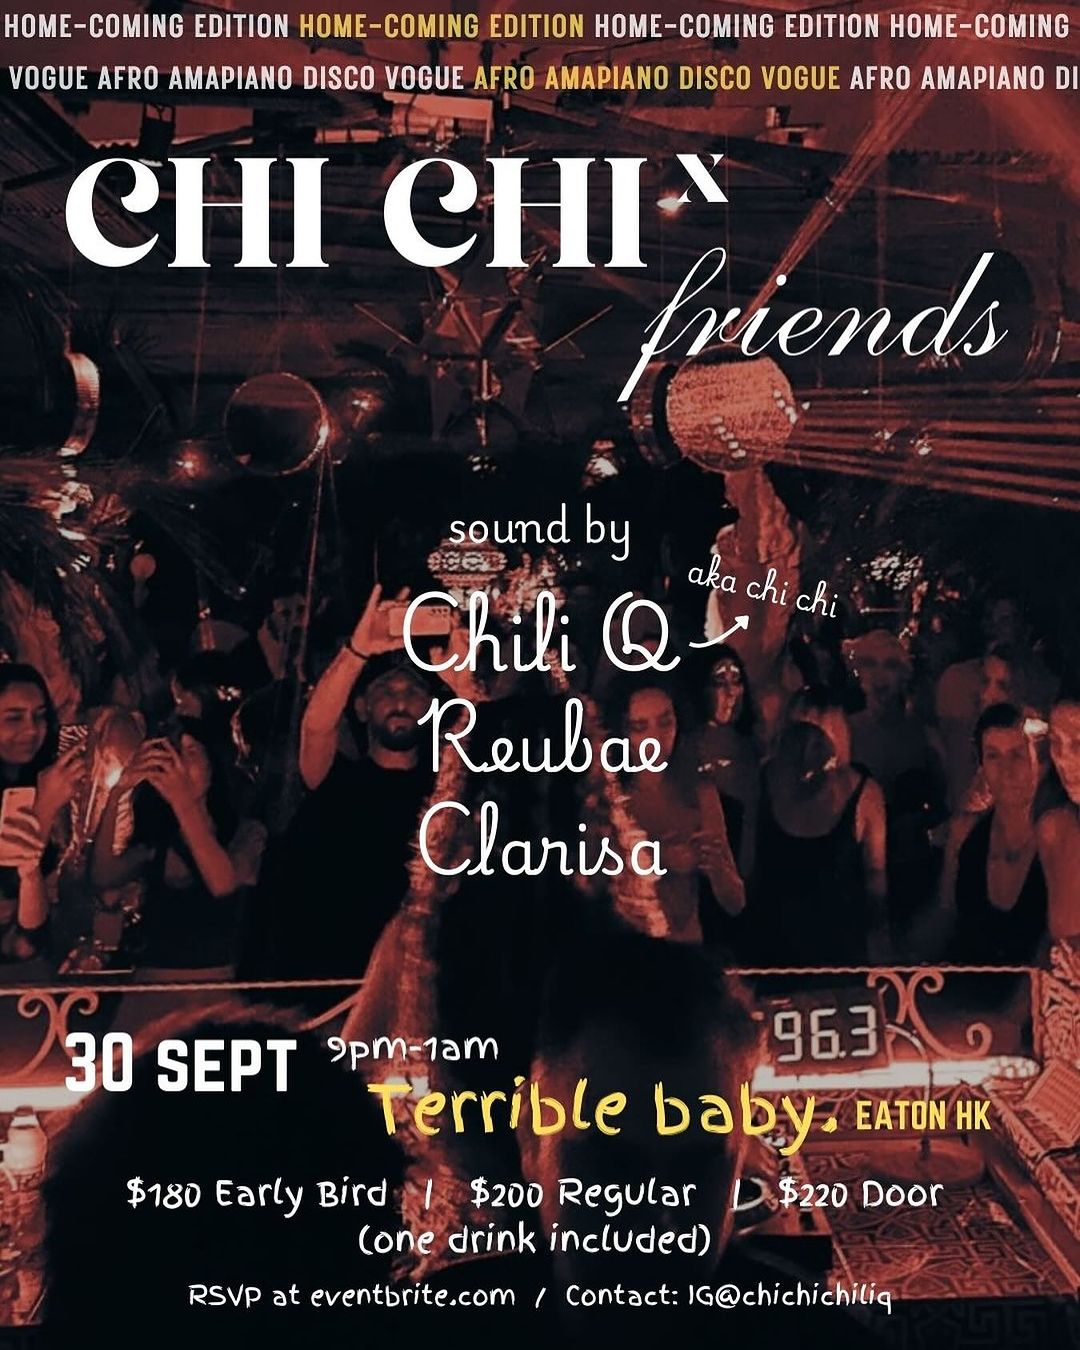 HOME-COMING EDITION HOME-COMING EDITION HOME-COMING EDITION HOME-COMING
VOGUE AFRO AMAPIANO DISCO VOGUE AFRO AMAPIANO DISCO VOGUE AFRO AMAPIANO DI
CHI CHI x
friends
sound by
aka chi chi
Chili Q
Reubae
Clarisa
96.3
30 SEPT 9pm-1am
Terrible baby. EATON HK
$180 Early Bird | $200 Regular | $220 Door
(one drink included)
RSVP at eventbrite.com / Contact: IG@chichichiliq